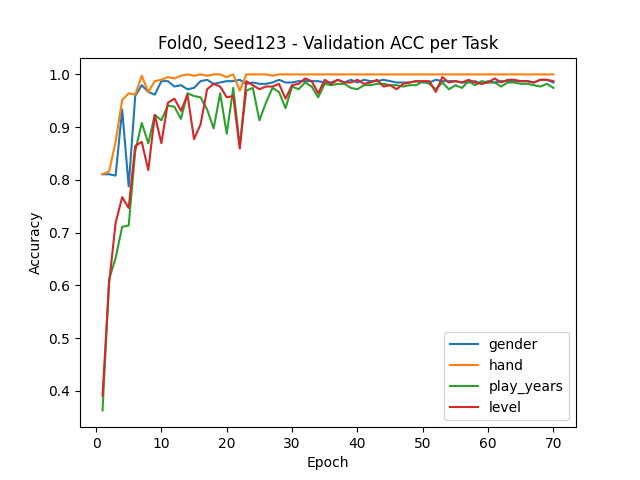 Fold0, Seed123 - Validation ACC per Task
1.0
0.9
0.8
0.7
0.6
0.5
0.4
Accuracy
0
10
20
30
40
50
60
70
Epoch
gender
hand
play_years
level